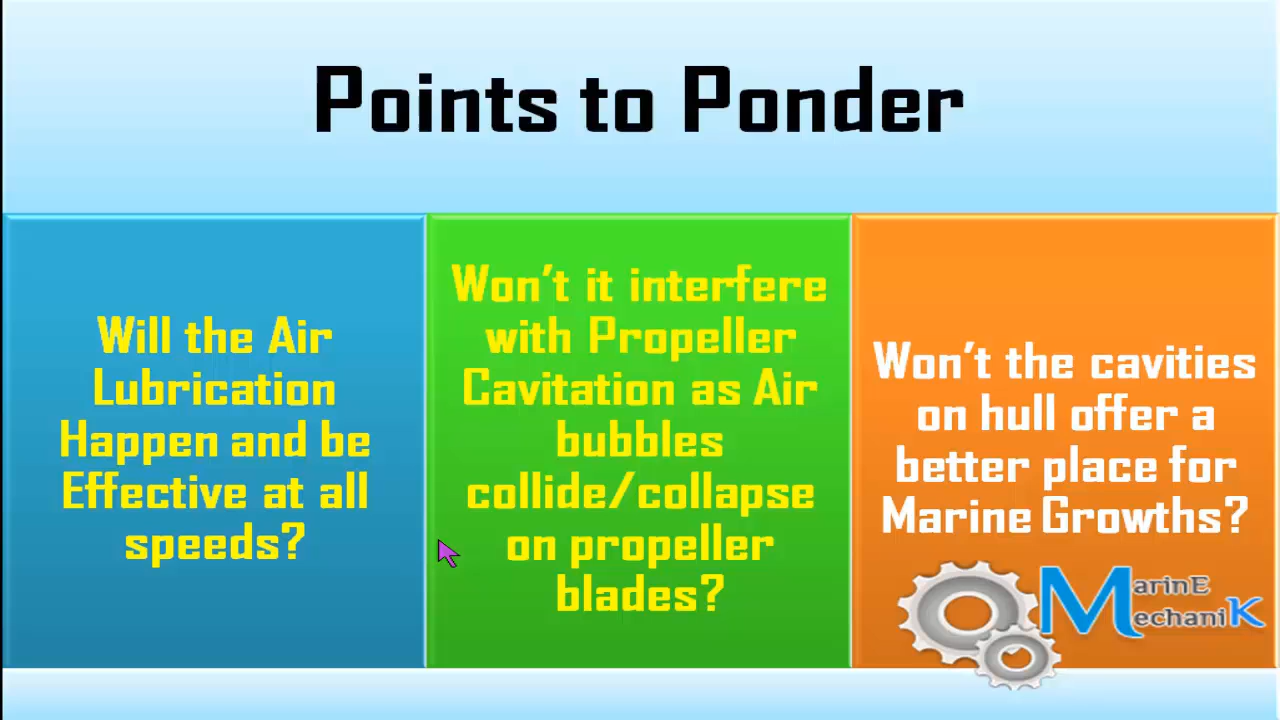 Points to Ponder
Will the Air
Lubrication
Happen and be
Effective at all
speeds?
Won't it interfere
with Propeller
Cavitation as Air
bubbles
collide/collapse
on propeller
blades?
Won't the cavities
on hull offer a
better place for
Marine Growths?
MarinE
MechaniK